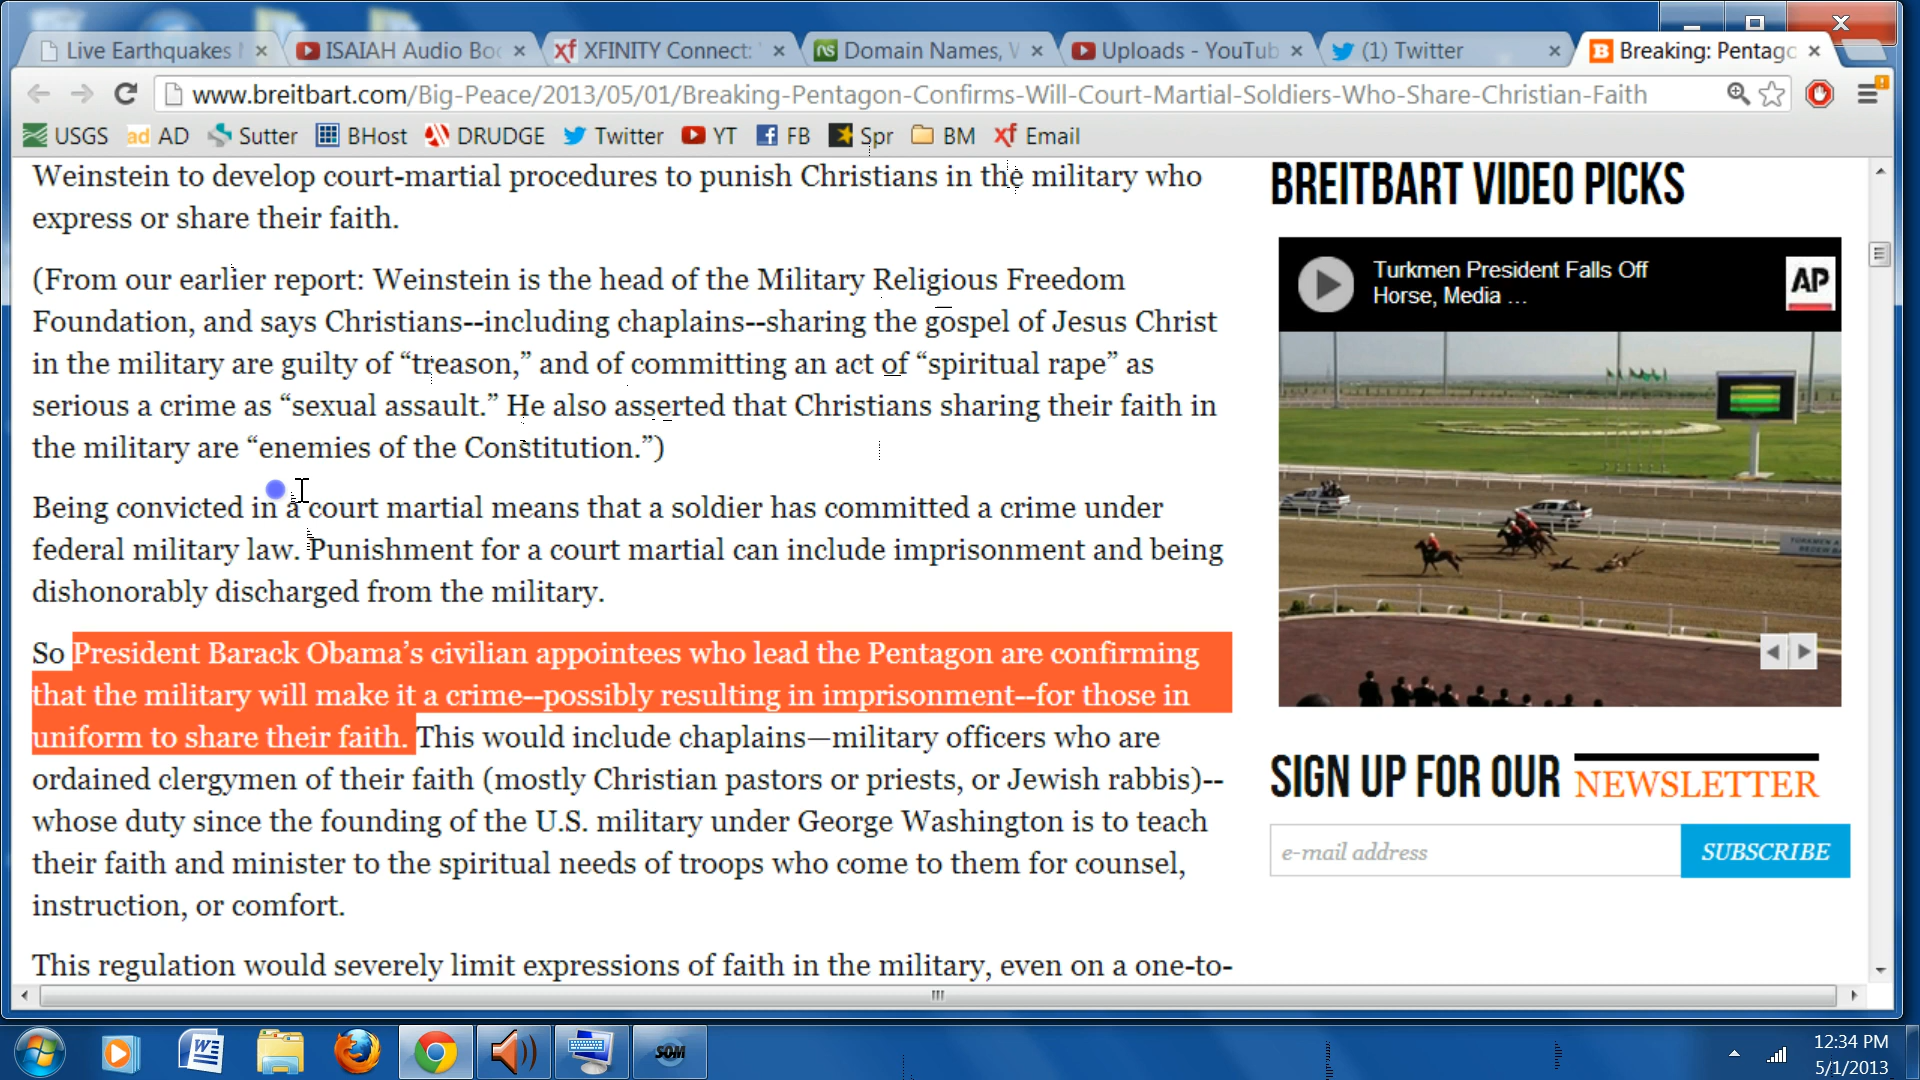 Live Earthquakes
ISAIAH Audio Boo
XFINITY Connect:
Domain Names, W
Uploads - YouTub
(1) Twitter
Breaking: Pentago
www.breitbart.com/Big-Peace/2013/05/01/Breaking-Pentagon-Confirms-Will-Court-Martial-Soldiers-Who-Share-Christian-Faith
USGS
ad AD
Sutter
BHost
DRUDGE
Twitter
YT
FB
Spr
BM
xf Email
Weinstein to develop court-martial procedures to punish Christians in the military who
express or share their faith.
(From our earlier report: Weinstein is the head of the Military Religious Freedom
Foundation, and says Christians--including chaplains--sharing the gospel of Jesus Christ
in the military are guilty of “treason,” and of committing an act of “spiritual rape” as
serious a crime as “sexual assault.” He also asserted that Christians sharing their faith in
the military are “enemies of the Constitution.”)
Being convicted in a court martial means that a soldier has committed a crime under
federal military law. Punishment for a court martial can include imprisonment and being
dishonorably discharged from the military.
So President Barack Obama’s civilian appointees who lead the Pentagon are confirming
that the military will make it a crime--possibly resulting in imprisonment--for those in
uniform to share their faith. This would include chaplains—military officers who are
ordained clergymen of their faith (mostly Christian pastors or priests, or Jewish rabbis)--
whose duty since the founding of the U.S. military under George Washington is to teach
their faith and minister to the spiritual needs of troops who come to them for counsel,
instruction, or comfort.
This regulation would severely limit expressions of faith in the military, even on a one-to-
BREITBART VIDEO PICKS
Turkmen President Falls Off
Horse, Media ...
AP
SIGN UP FOR OUR NEWSLETTER
e-mail address
SUBSCRIBE
SOM
12:34 PM
5/1/2013